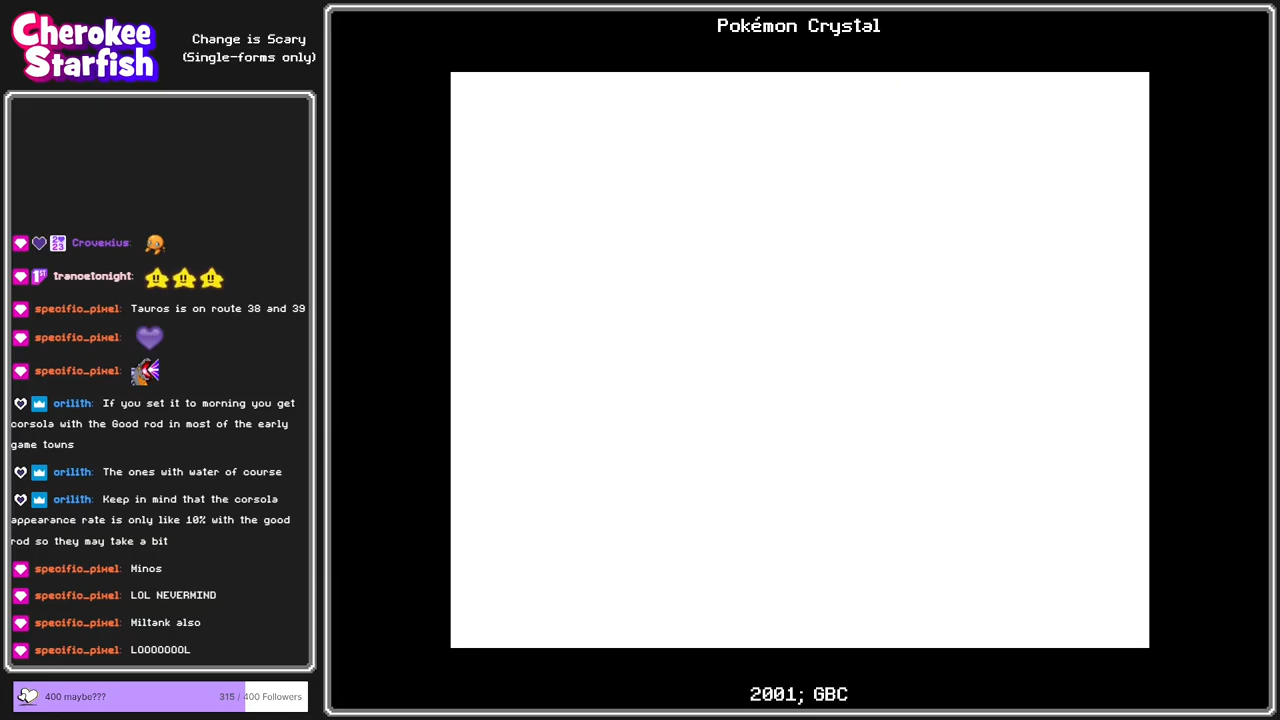 Cherokee
Starfish
Change is Scary
(Single-forms only)
Pokémon Crystal
Crovexius:
1ST trancetonight:
specific_pixel: Tauros is on route 38 and 39
specific_pixel:
specific_pixel:
orilith: If you set it to morning you get
corsola with the Good rod in most of the early
game towns
orilith: The ones with water of course
orilith: Keep in mind that the corsola
appearance rate is only like 10% with the good
rod so they may take a bit
specific_pixel: Minos
specific_pixel: LOL NEVERMIND
specific_pixel: Miltank also
specific_pixel: LOOOOOOOL
400 maybe???
315 / 400 Followers
2001; GBC